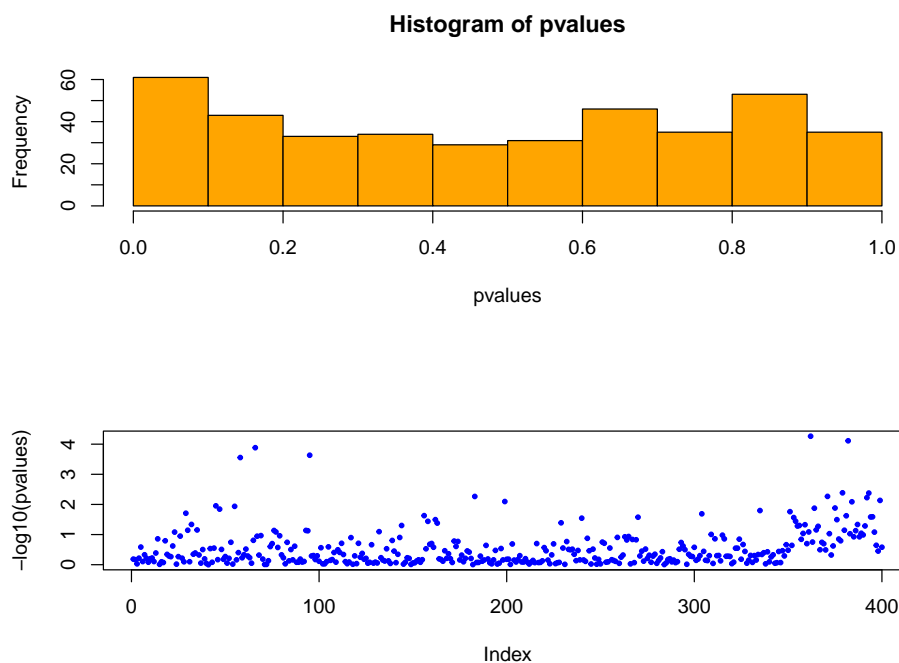 Histogram of pvalues
Frequency
0 20 40 60
0.0 0.2 0.4 0.6 0.8 1.0
pvalues
−log10(pvalues)
0 1 2 3 4
0 100 200 300 400
Index